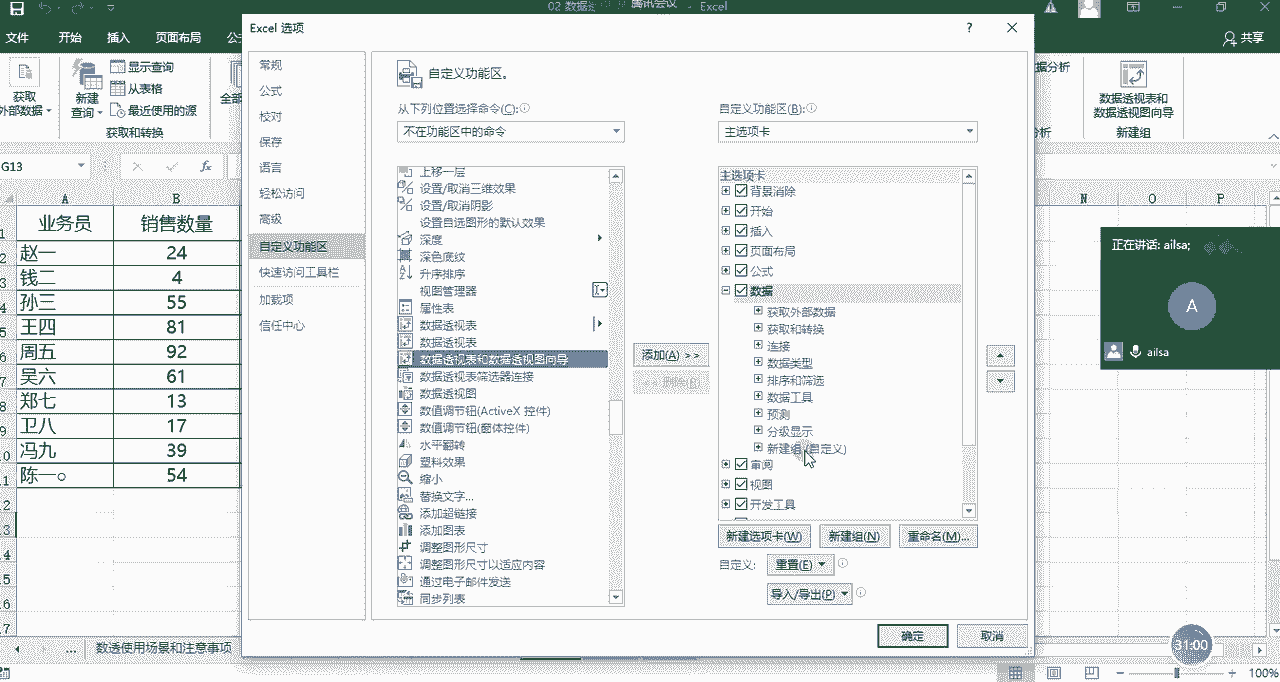 02 数据 腾讯会议 - Excel
文件 开始 插入 页面布局
共享
获取
外部数据
新建
查询
显示查询
从表格
最近使用的源
获取和转换
数据透视表和
数据透视图向导
新建组
G13
fx
A B N O P
1 业务员 销售数量
2 赵一 24
3 钱二 4
4 孙三 55
5 王四 81
6 周五 92
7 吴六 61
8 郑七 13
9 卫八 17
10 冯九 39
11 陈一○ 54
... 数透使用场景和注意事项
Excel 选项
?
常规
公式
校对
保存
语言
轻松访问
高级
自定义功能区
快速访问工具栏
加载项
信任中心
自定义功能区。
从下列位置选择命令(C):
不在功能区中的命令
上移一层
设置/取消三维效果
设置/取消阴影
设置自选图形的默认效果
深度
深色底纹
升序排序
视图管理器
属性表
数据透视表
数据透视表
数据透视表和数据透视图向导
数据透视表筛选器连接
数据透视图
数值调节钮(ActiveX 控件)
数值调节钮(窗体控件)
水平翻转
塑料效果
缩小
替换文字...
添加超链接
添加图表
调整图形尺寸
调整图形尺寸以适应内容
通过电子邮件发送
同步列表
添加(A) >>
<< 删除(R)
自定义功能区(B):
主选项卡
主选项卡
背景消除
开始
插入
页面布局
公式
数据
获取外部数据
获取和转换
连接
数据类型
排序和筛选
数据工具
预测
分级显示
新建组 (自定义)
审阅
视图
开发工具
新建选项卡(W) 新建组(N) 重命名(M)...
自定义: 重置(E)
导入/导出(P)
确定 取消
正在讲话: ailsa;
A
ailsa
31:00
100%